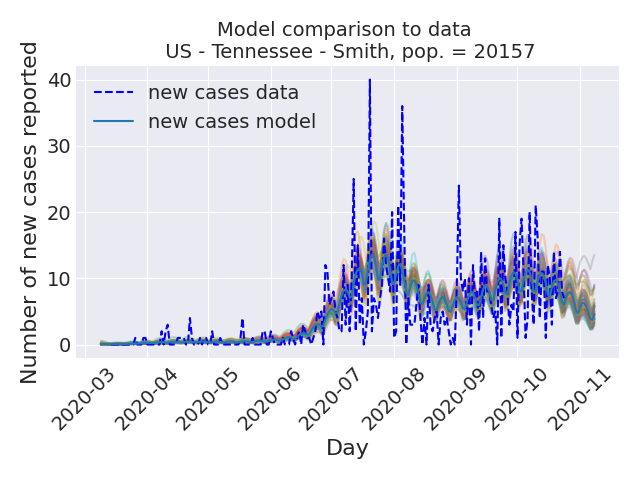 Model comparison to data
US - Tennessee - Smith, pop. = 20157
Number of new cases reported
40
30
20
10
0
new cases data
new cases model
2020-03
2020-04
2020-05
2020-06
2020-07
2020-08
2020-09
2020-10
2020-11
Day